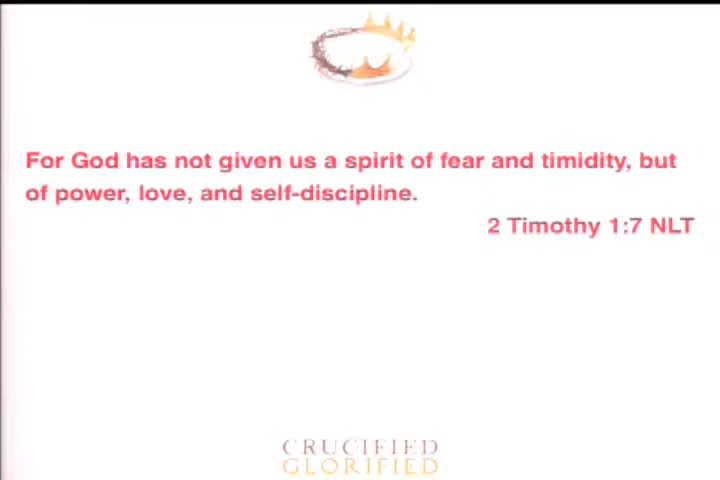 For God has not given us a spirit of fear and timidity, but
of power, love, and self-discipline.
2 Timothy 1:7 NLT
CRUCIFIED
GLORIFIED